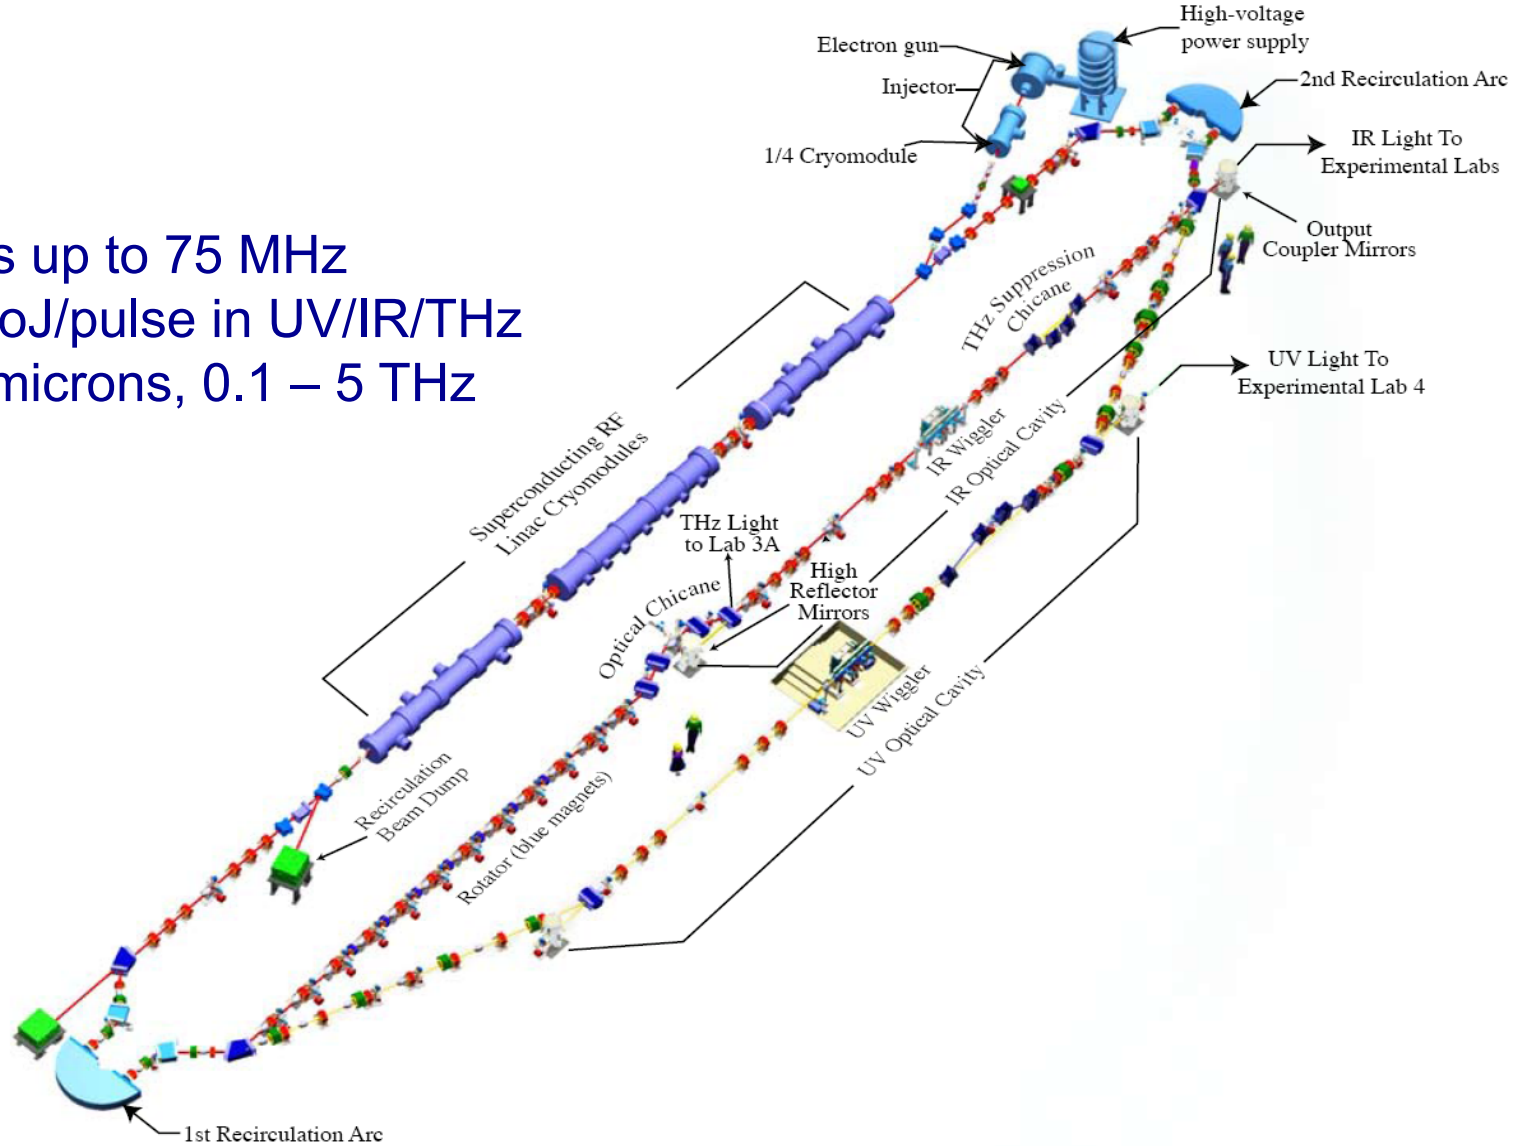 High-voltage
power supply
Electron gun
Injector
2nd Recirculation Arc
1/4 Cryomodule
IR Light To
Experimental Labs
Output
Coupler Mirrors
s up to 75 MHz
oJ/pulse in UV/IR/THz
microns, 0.1 – 5 THz
THz Suppression
Chicane
UV Light To
Experimental Lab 4
IR Wiggler
IR Optical Cavity
Superconducting RF
Linac Cryomodules
THz Light
to Lab 3A
High
Reflector
Mirrors
Optical Chicane
UV Wiggler
UV Optical Cavity
Recirculation
Beam Dump
Rotator (blue magnets)
1st Recirculation Arc